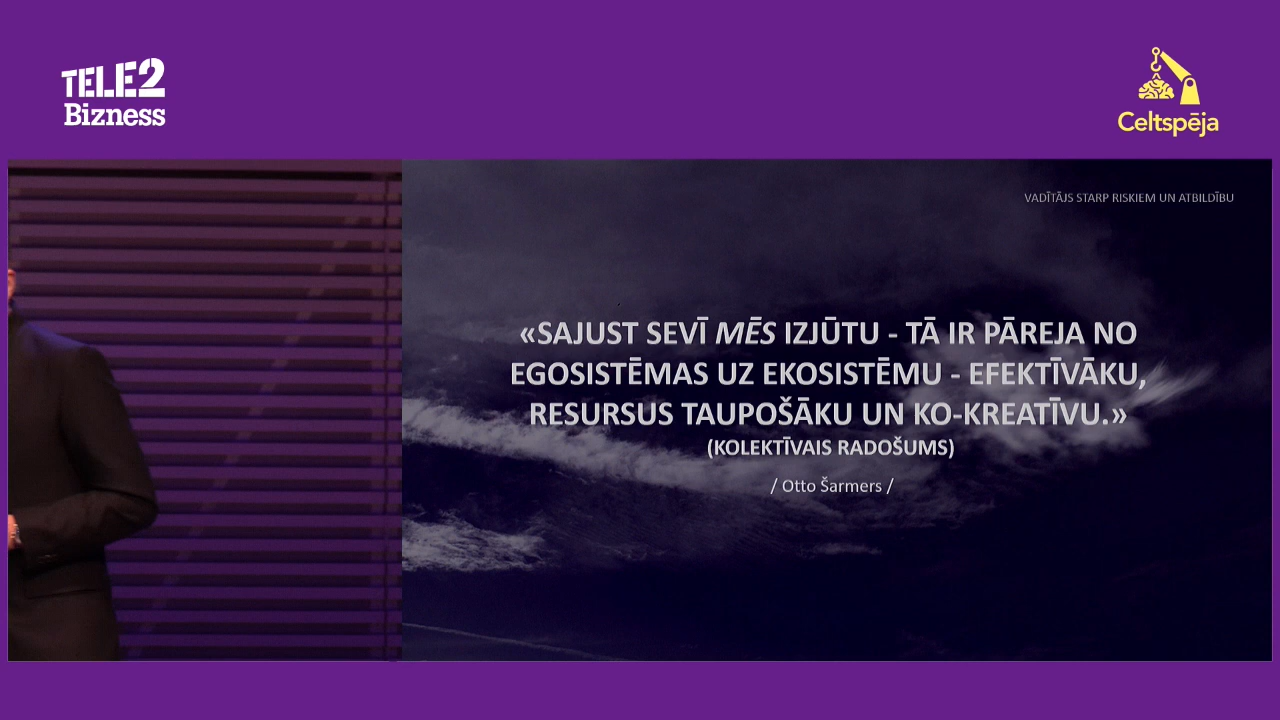 TELE2
Bizness
Celtspēja
VADĪTĀJS STARP RISKIEM UN ATBILDĪBU
«SAJUST SEVĪ MĒS IZJŪTU - TĀ IR PĀREJA NO
EGOSISTĒMAS UZ EKOSISTĒMU - EFEKTĪVĀKU,
RESURSUS TAUPOŠĀKU UN KO-KREATĪVU.»
(KOLEKTĪVAIS RADOŠUMS)
/ Otto Šarmers /